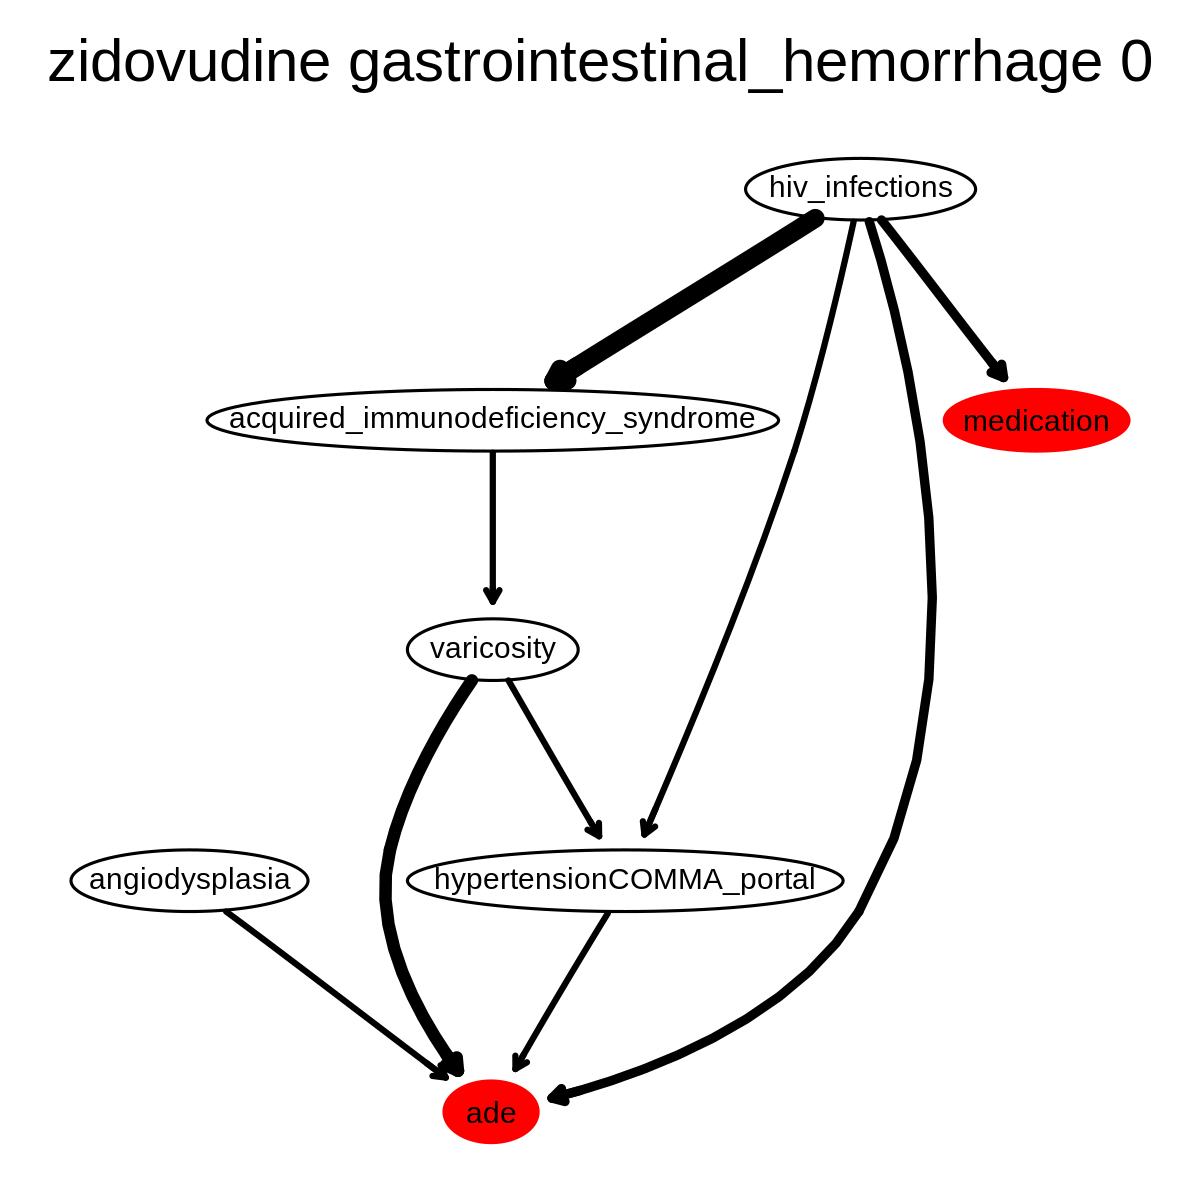 zidovudine gastrointestinal_hemorrhage 0
hiv_infections
acquired_immunodeficiency_syndrome
medication
varicosity
angiodysplasia
hypertensionCOMMA_portal
ade